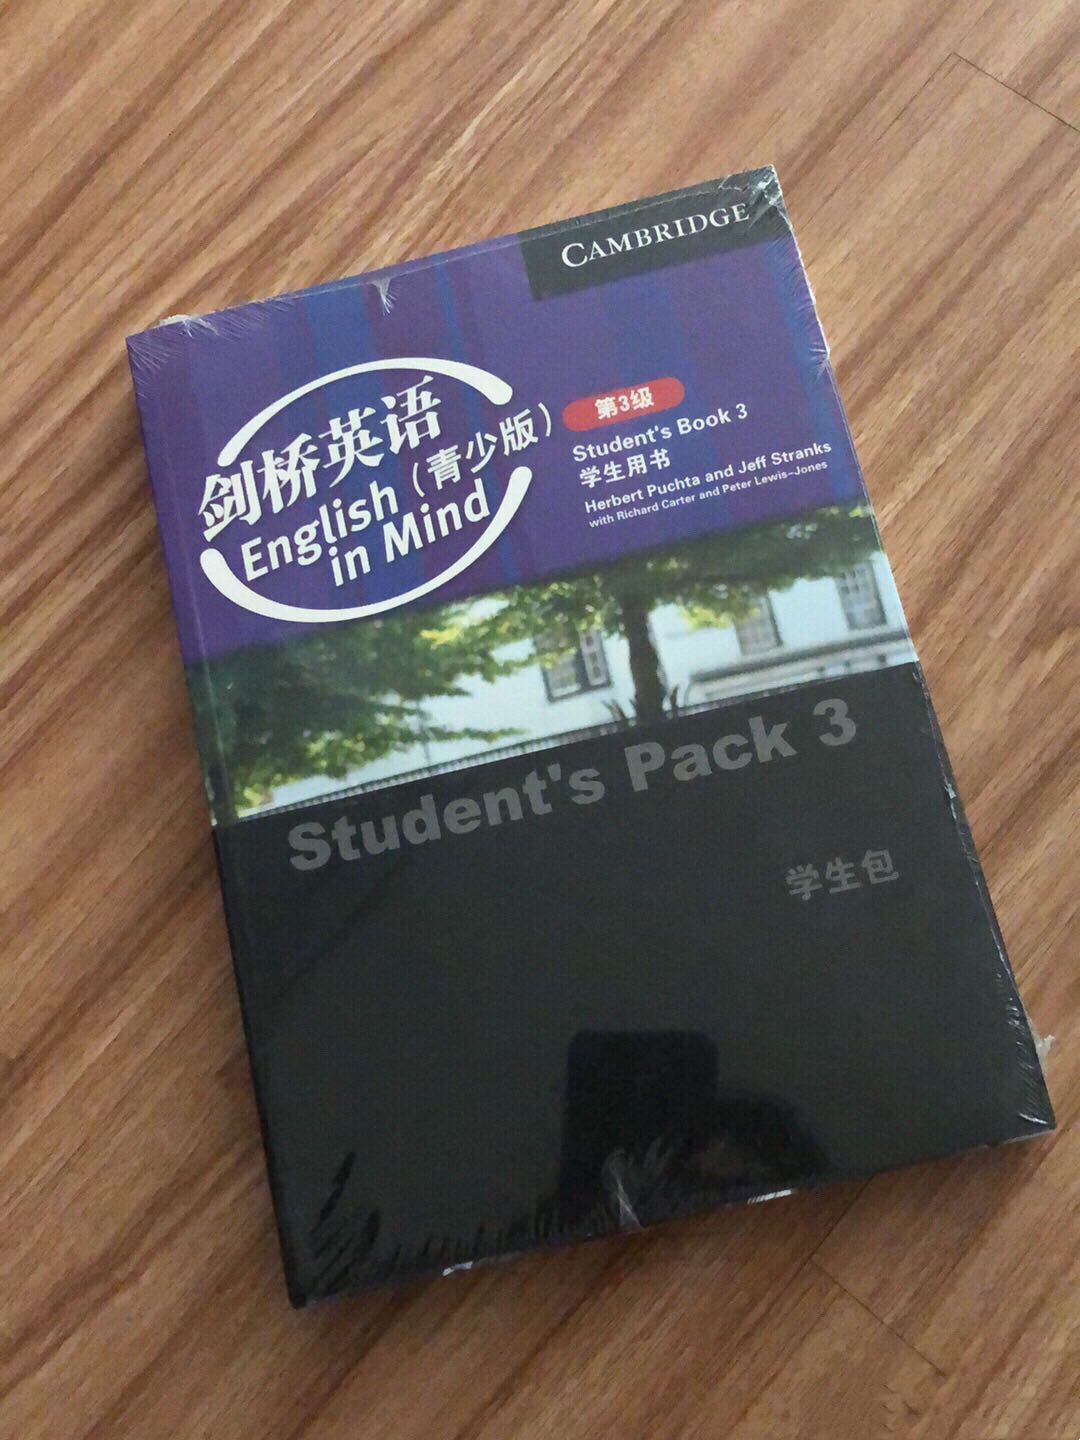 CAMBRIDGE
剑桥英语
（青少版）
English
in Mind
第3级
Student's Book 3
学生用书
Herbert Puchta and Jeff Stranks
with Richard Carter and Peter Lewis-Jones
Student's Pack 3
学生包